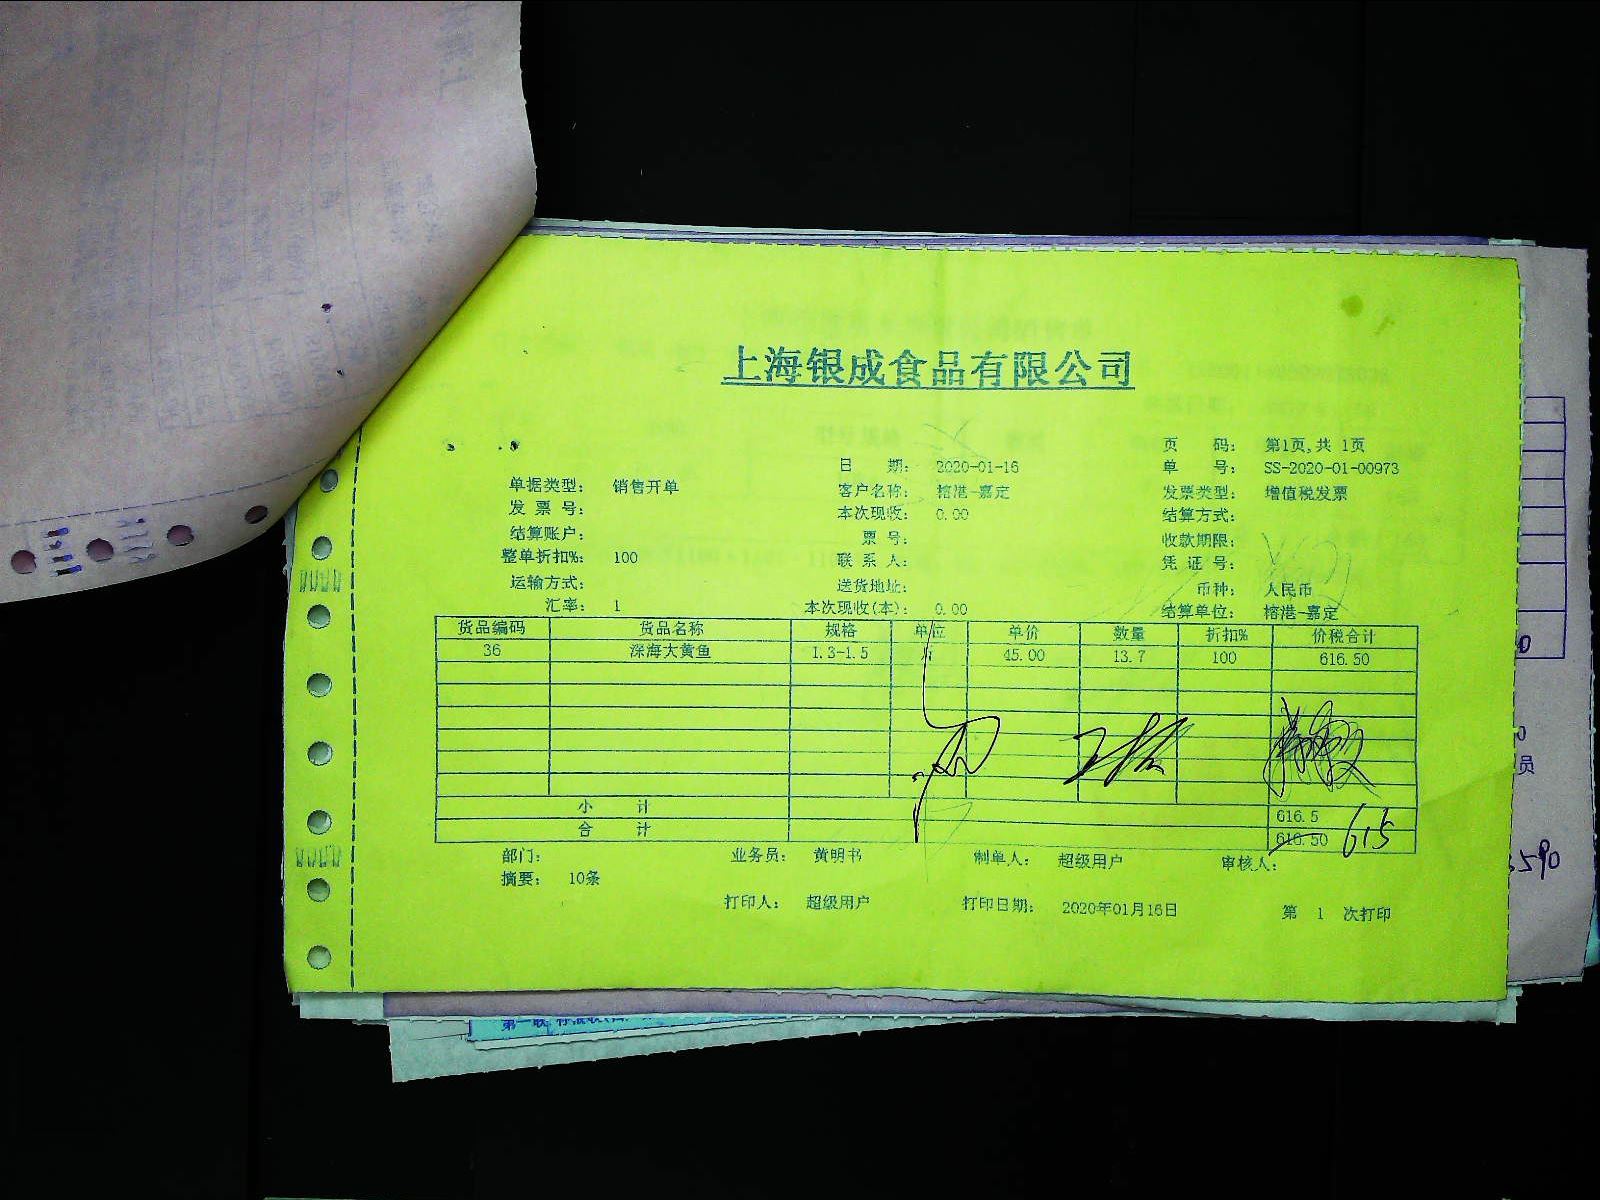 上海银成食品有限公司
页 码： 第1页,共 1页
日 期： 2020-01-16 单 号： SS-2020-01-00973
单据类型： 销售开单 客户名称： 榕港-嘉定 发票类型： 增值税发票
发 票 号： 本次现收： 0.00 结算方式：
结算账户： 票 号： 收款期限：
整单折扣%： 100 联 系 人： 凭 证 号：
运输方式： 送货地址： 币种： 人民币
汇率： 1 本次现收(本)： 0.00 结算单位： 榕港-嘉定
货品编码 货品名称 规格 单位 单价 数量 折扣% 价税合计
36 深海大黄鱼 1.3-1.5 斤 45.00 13.7 100 616.50
小 计 616.5
合 计 616.50 615
部门： 业务员： 黄明书 制单人： 超级用户 审核人：
摘要： 10条
打印人： 超级用户 打印日期： 2020年01月16日 第 1 次打印
员